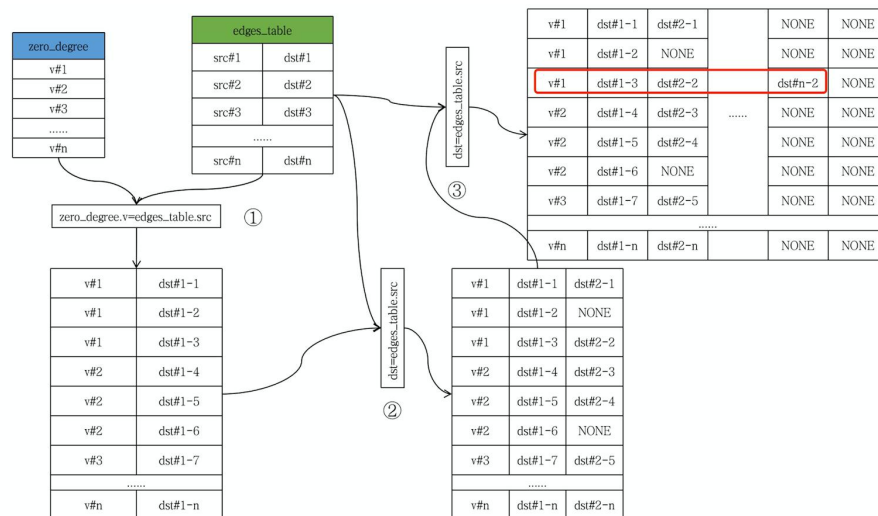 zero_degree
v#1
v#2
v#3
......
v#n
edges_table
src#1 dst#1
src#2 dst#2
src#3 dst#3
......
src#n dst#n
zero_degree.v=edges_table.src
①
v#1 dst#1-1
v#1 dst#1-2
v#1 dst#1-3
v#2 dst#1-4
v#2 dst#1-5
v#2 dst#1-6
v#3 dst#1-7
......
v#n dst#1-n
dst=edges_table.src
②
v#1 dst#1-1 dst#2-1
v#1 dst#1-2 NONE
v#1 dst#1-3 dst#2-2
v#2 dst#1-4 dst#2-3
v#2 dst#1-5 dst#2-4
v#2 dst#1-6 NONE
v#3 dst#1-7 dst#2-5
......
v#n dst#1-n dst#2-n
dst=edges_table.src
③
v#1 dst#1-1 dst#2-1 NONE NONE
v#1 dst#1-2 NONE NONE NONE
v#1 dst#1-3 dst#2-2 dst#n-2 NONE
v#2 dst#1-4 dst#2-3 ...... NONE NONE
v#2 dst#1-5 dst#2-4 NONE NONE
v#2 dst#1-6 NONE NONE NONE
v#3 dst#1-7 dst#2-5 NONE NONE
......
v#n dst#1-n dst#2-n NONE NONE